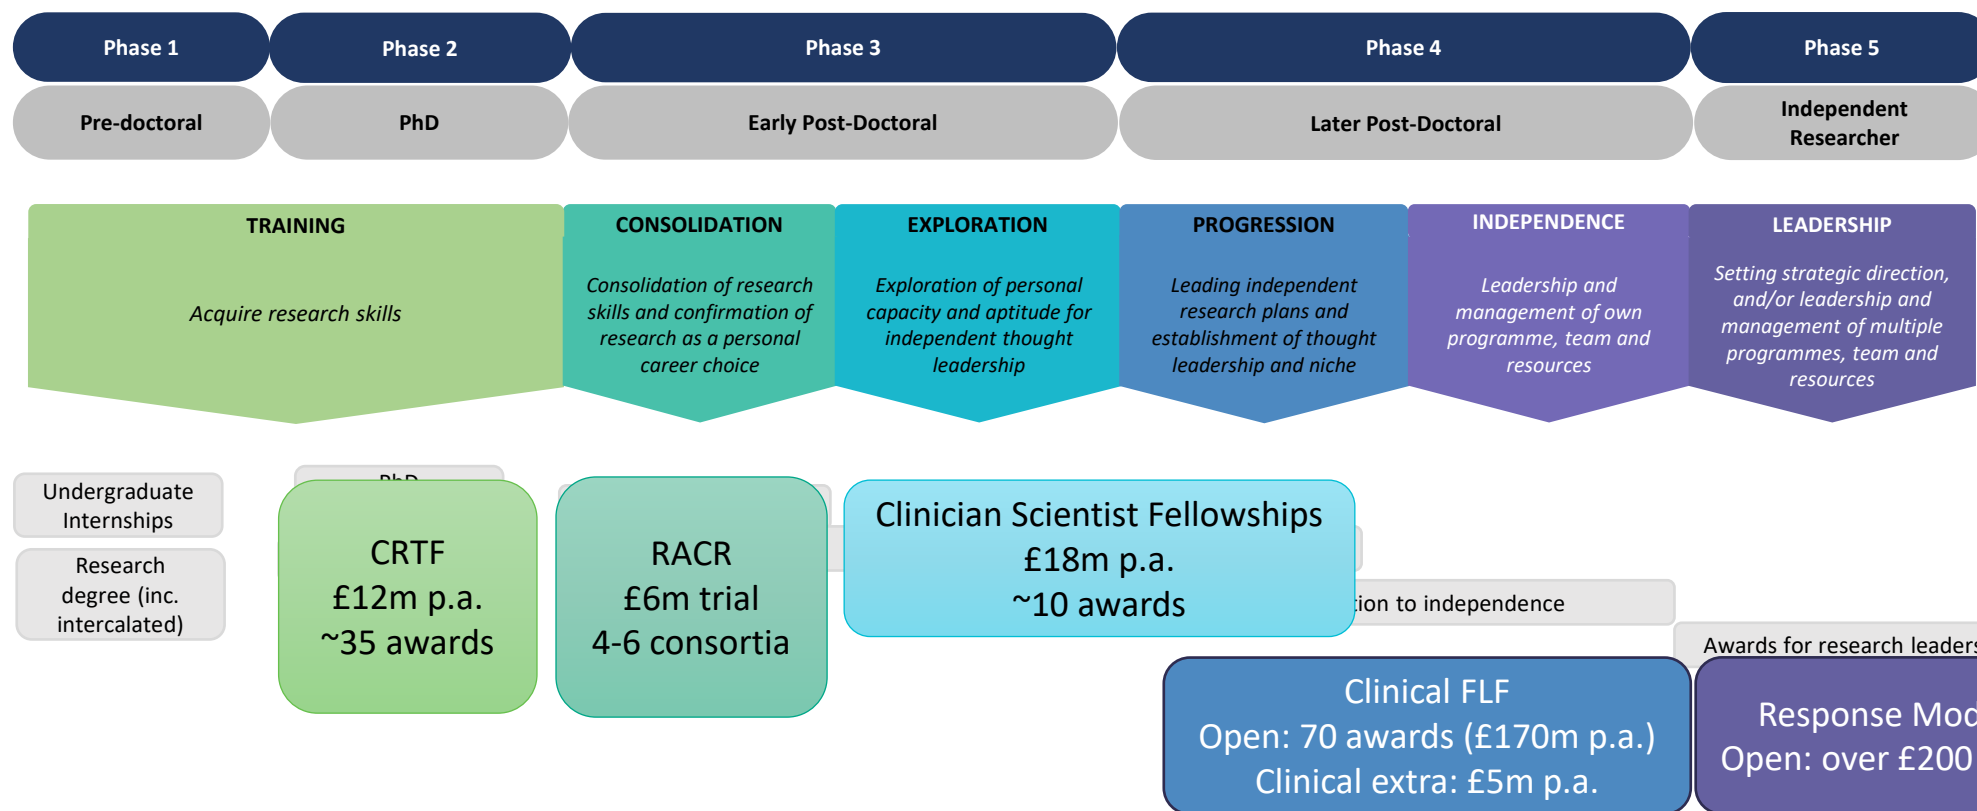 Phase 1
Phase 2
Phase 3
Phase 4
Phase 5
Pre-doctoral
PhD
Early Post-Doctoral
Later Post-Doctoral
Independent
Researcher
TRAINING
Acquire research skills
CONSOLIDATION
Consolidation of research
skills and confirmation of
research as a personal
career choice
EXPLORATION
Exploration of personal
capacity and aptitude for
independent thought
leadership
PROGRESSION
Leading independent
research plans and
establishment of thought
leadership and niche
INDEPENDENCE
Leadership and
management of own
programme, team and
resources
LEADERSHIP
Setting strategic direction,
and/or leadership and
management of multiple
programmes, team and
resources
Undergraduate
Internships
Research
degree (inc.
intercalated)
PhD
CRTF
£12m p.a.
~35 awards
RACR
£6m trial
4-6 consortia
Clinician Scientist Fellowships
£18m p.a.
~10 awards
to independence
Awards for research
Clinical FLF
Open: 70 awards (£170m p.a.)
Clinical extra: £5m p.a.
Response
Open: over £200